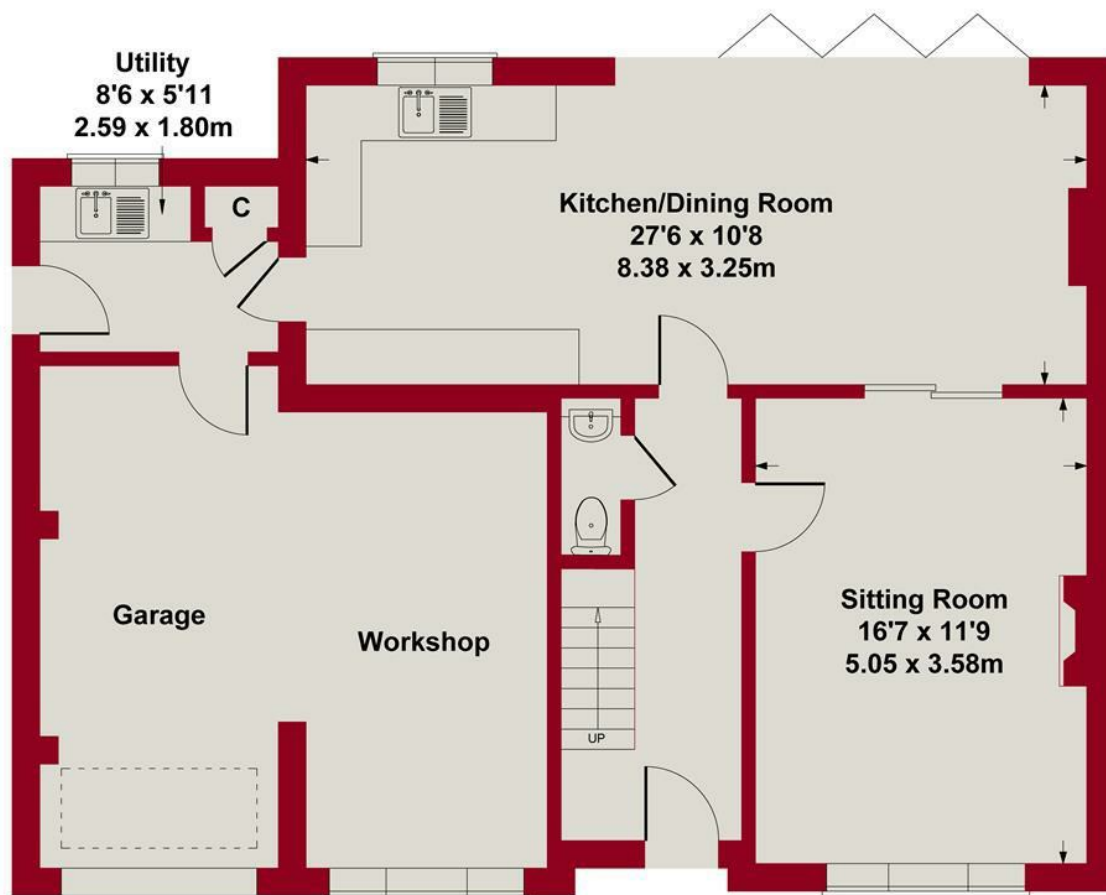 Utility
8'6 x 5'11
2.59 x 1.80m
C
Kitchen/Dining Room
27'6 x 10'8
8.38 x 3.25m
Garage
Workshop
Sitting Room
16'7 x 11'9
5.05 x 3.58m
UP